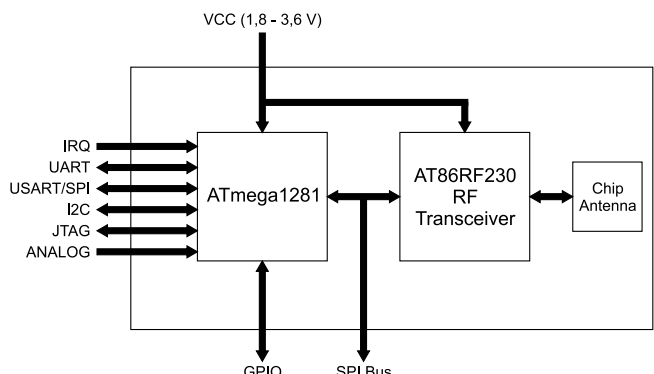 VCC (1,8 - 3,6 V)
IRQ
UART
USART/SPI
I2C
JTAG
ANALOG
ATmega1281
AT86RF230
RF
Transceiver
Chip
Antenna
GPIO
SPI Bus